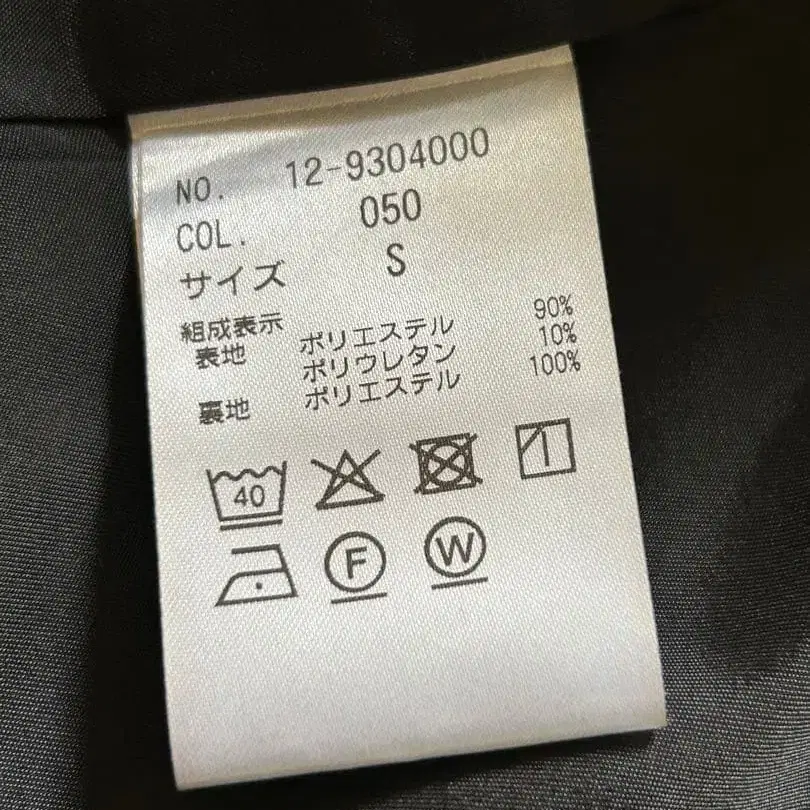 NO. 12-9304000
COL. 050
サイズ S
組成表示
表地 ポリエステル 90%
ポリウレタン 10%
裏地 ポリエステル 100%
40
F W